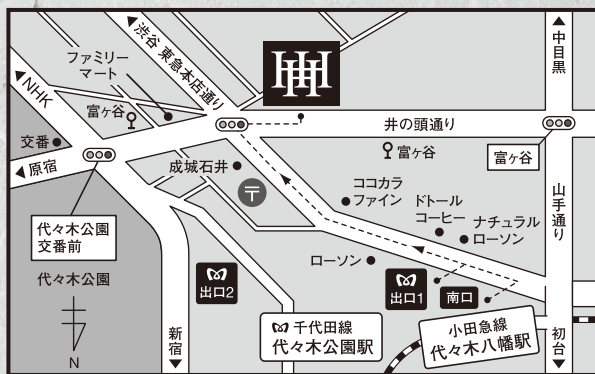 渋谷 東急本店通り
ファミリー
マート
NHK
富ヶ谷
交番
原宿
代々木公園
交番前
成城石井
〒
HH
井の頭通り
富ヶ谷
富ヶ谷
中目黒
山手通り
初台
ココカラ
ファイン
ドトール
コーヒー
ナチュラル
ローソン
ローソン
代々木公園
N
新宿
出口2
出口1
南口
千代田線
代々木公園駅
小田急線
代々木八幡駅